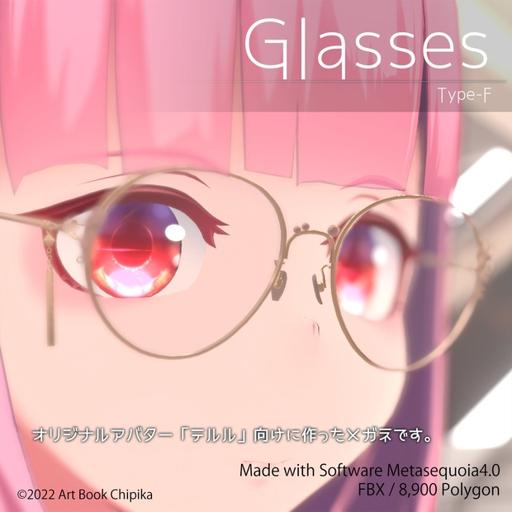 Glasses
Type-F
オリジナルアバター「テルル」向けに作ったメガネです。
Made with Software Metasequoia4.0
FBX / 8,900 Polygon
©2022 Art Book Chipika